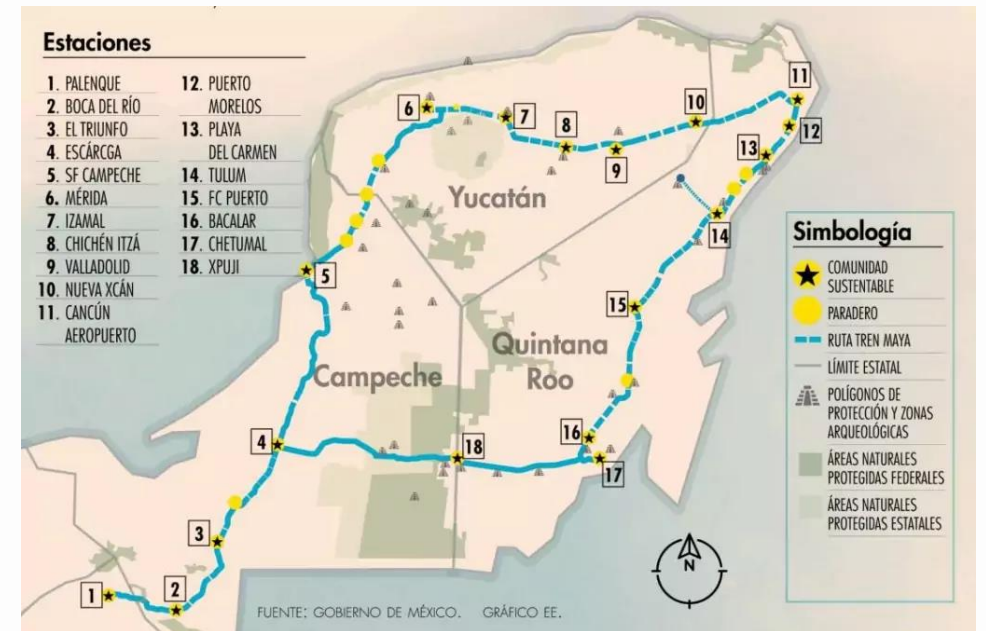 Estaciones
1. PALENQUE
2. BOCA DEL RÍO
3. EL TRIUNFO
4. ESCÁRCGA
5. SF CAMPECHE
6. MÉRIDA
7. IZAMAL
8. CHICHÉN ITZÁ
9. VALLADOLID
10. NUEVA XCÁN
11. CANCÚN
AEROPUERTO
12. PUERTO
MORELOS
13. PLAYA
DEL CARMEN
14. TULUM
15. FC PUERTO
16. BACALAR
17. CHETUMAL
18. XPUJI
6
7
8
9
10
11
12
13
14
Yucatán
5
15
Quintana
Roo
Campeche
4
18
16
17
3
2
1
N
Simbología
COMUNIDAD
SUSTENTABLE
PARADERO
RUTA TREN MAYA
LÍMITE ESTATAL
POLÍGONOS DE
PROTECCIÓN Y ZONAS
ARQUEOLÓGICAS
ÁREAS NATURALES
PROTEGIDAS FEDERALES
ÁREAS NATURALES
PROTEGIDAS ESTATALES
FUENTE: GOBIERNO DE MÉXICO. GRÁFICO EE.